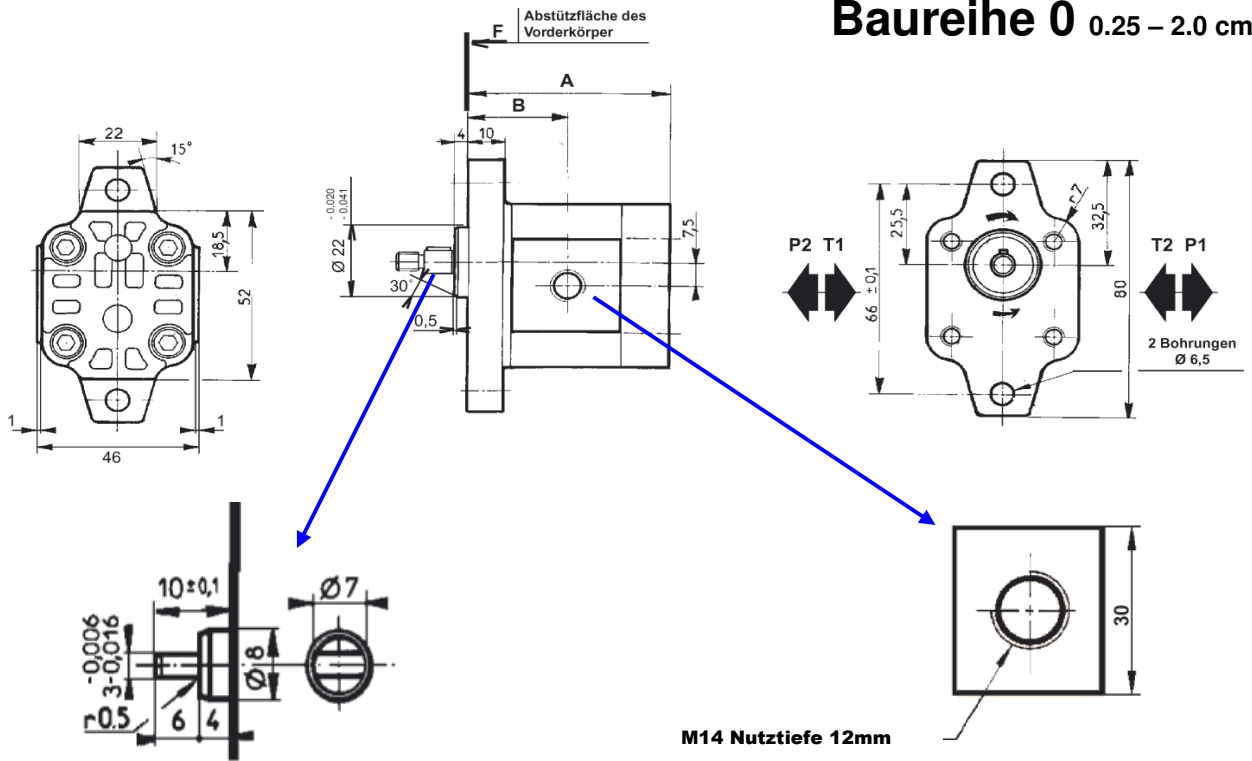 Baureihe 0 0.25 – 2.0 cm
Abstützfläche des
Vorderkörper
F
A
B
4
10
22
15°
18,5
52
1
1
46
- 0,020
- 0,041
Ø 22
30°
0,5
7,5
P2 T1
T2 P1
25,5
66 ± 0,1
r.7
32,5
80
2 Bohrungen
Ø 6,5
10±0,1
Ø 7
-0,006
3-0,016
Ø 8
r0.5
6
4
30
M14 Nutztiefe 12mm